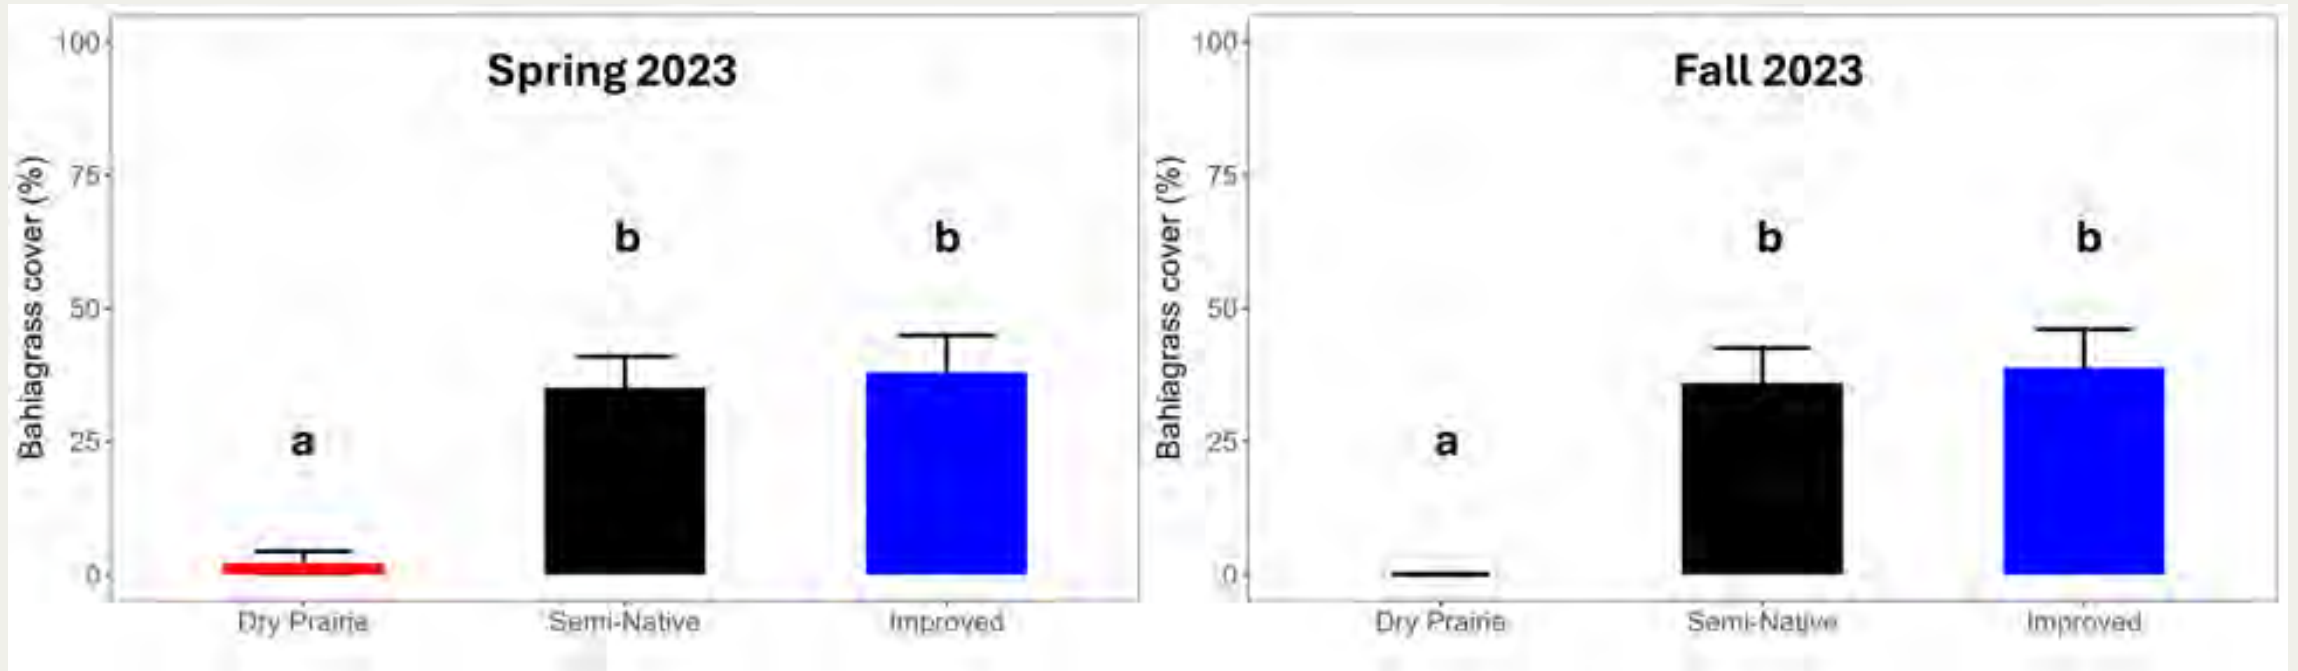 Spring 2023
Bahiagrass cover (%)
100
75
50
25
0
a
b
b
Dry Prairie
Semi-Native
Improved
Fall 2023
Bahiagrass cover (%)
100
75
50
25
0
a
b
b
Dry Prairie
Semi-Native
Improved